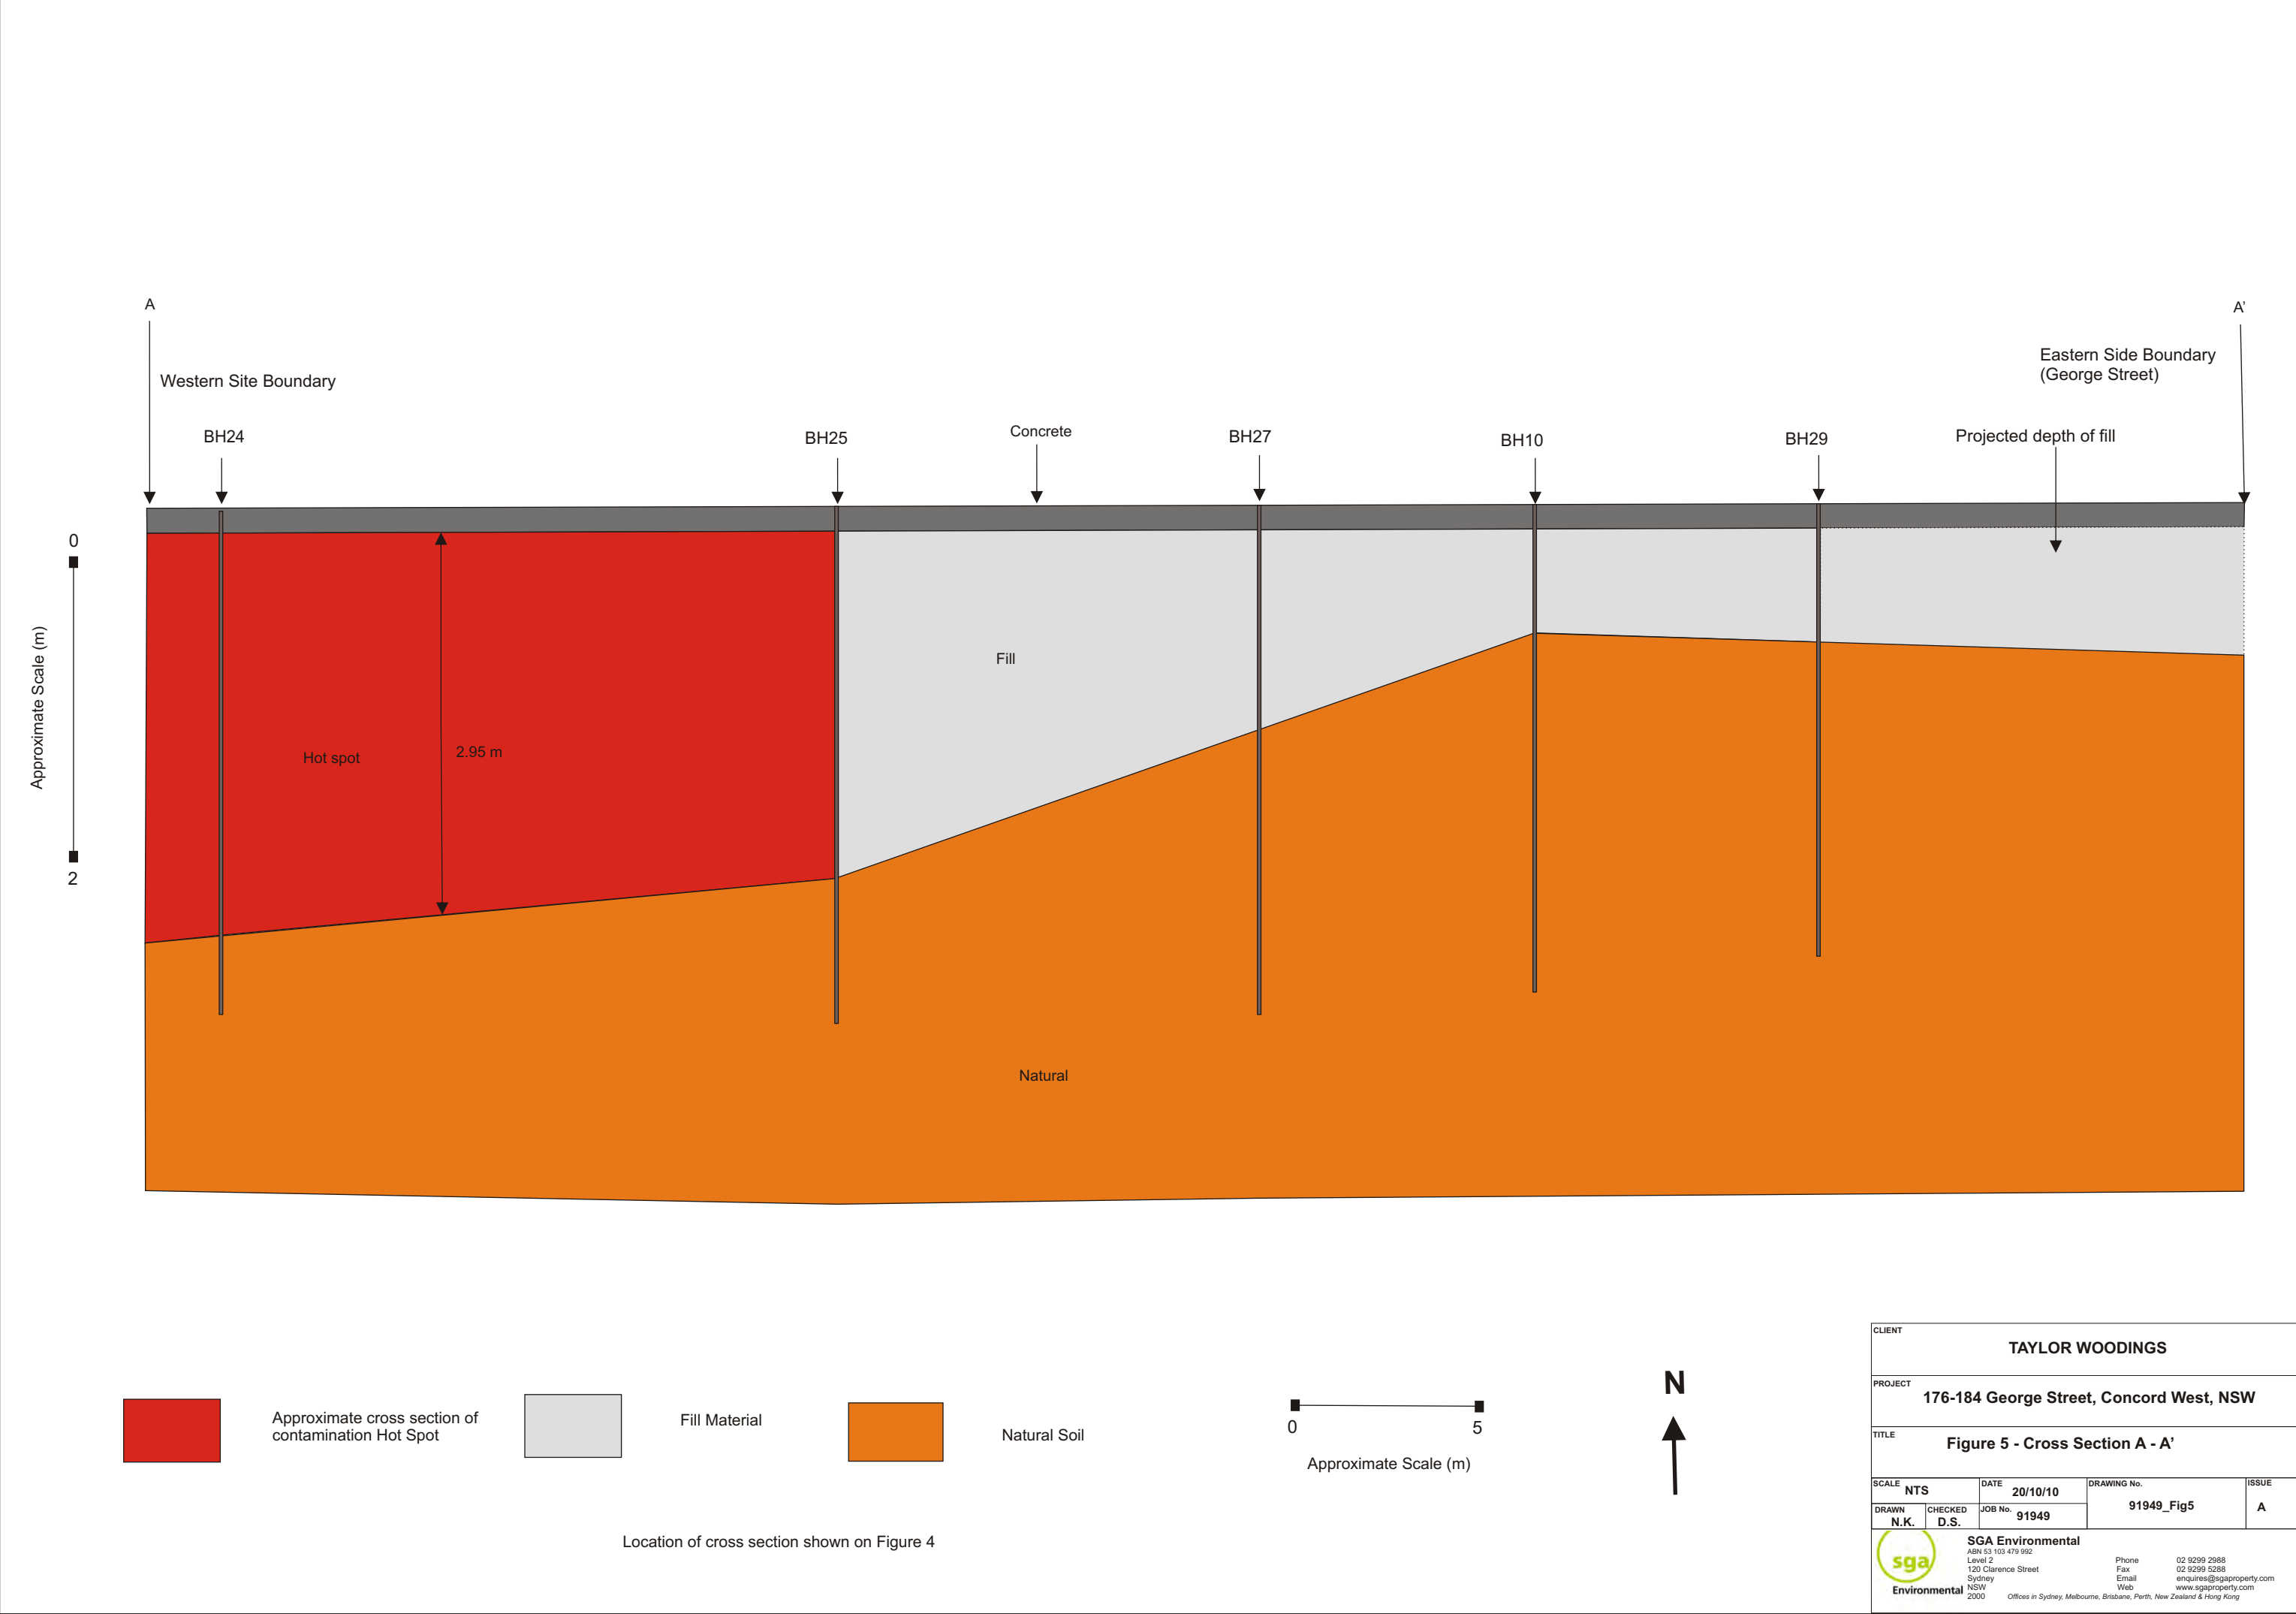 A
A'
Western Site Boundary
Eastern Side Boundary
(George Street)
BH24
BH25
Concrete
BH27
BH10
BH29
Projected depth of fill
0
Approximate Scale (m)
2
Fill
Hot spot
2.95 m
Natural
Approximate cross section of
contamination Hot Spot
Fill Material
Natural Soil
0
5
Approximate Scale (m)
N
Location of cross section shown on Figure 4
CLIENT
TAYLOR WOODINGS
PROJECT
176-184 George Street, Concord West, NSW
TITLE
Figure 5 - Cross Section A - A'
SCALE
NTS
DATE
20/10/10
DRAWING No.
91949_Fig5
ISSUE
A
DRAWN
N.K.
CHECKED
D.S.
JOB No.
91949
sga
Environmental
SGA Environmental
ABN 53 103 479 992
Level 2
120 Clarence Street
Sydney
NSW
2000
Phone 02 9299 2988
Fax 02 9299 5288
Email enquires@sgaproperty.com
Web www.sgaproperty.com
Offices in Sydney, Melbourne, Brisbane, Perth, New Zealand & Hong Kong